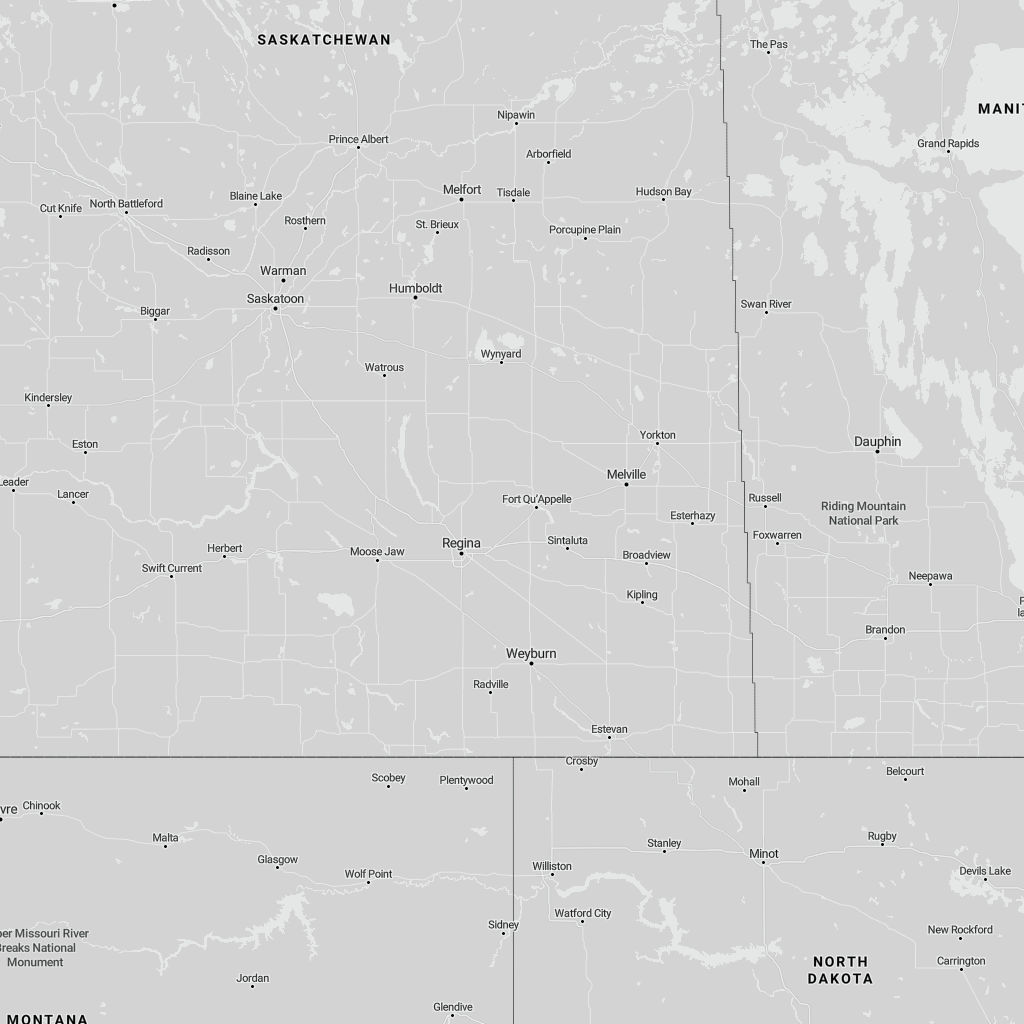 SASKATCHEWAN
The Pas
MANIT
Nipawin
Prince Albert
Grand Rapids
Arborfield
Melfort
Tisdale
Hudson Bay
Blaine Lake
North Battleford
Cut Knife
Rosthern
St. Brieux
Porcupine Plain
Radisson
Warman
Humboldt
Saskatoon
Swan River
Biggar
Wynyard
Watrous
Kindersley
Yorkton
Dauphin
Eston
Melville
Leader
Lancer
Fort Qu'Appelle
Russell
Riding Mountain
National Park
Esterhazy
Foxwarren
Regina
Sintaluta
Herbert
Moose Jaw
Broadview
Swift Current
Neepawa
Kipling
Brandon
Weyburn
Radville
Estevan
Crosby
Belcourt
Scobey
Plentywood
Mohall
vre
Chinook
Malta
Rugby
Stanley
Minot
Glasgow
Williston
Wolf Point
Devils Lake
Watford City
Sidney
per Missouri River
Breaks National
Monument
New Rockford
Carrington
NORTH
DAKOTA
Jordan
Glendive
MONTANA